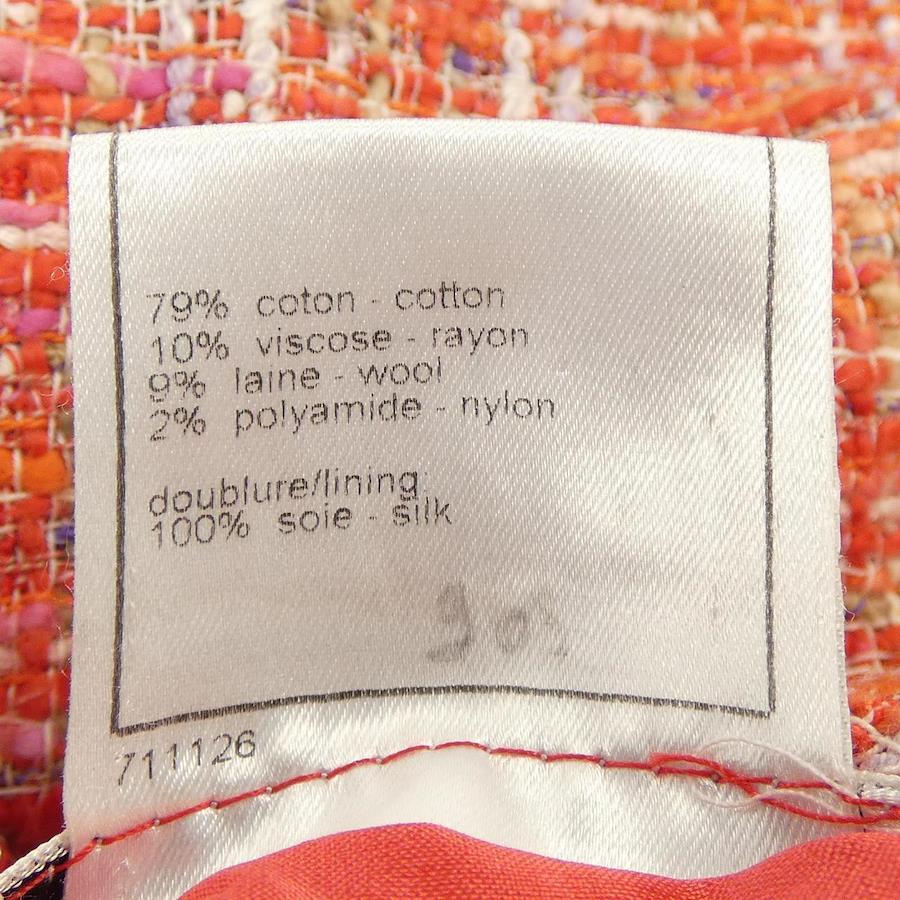 79% coton - cotton
10% viscose - rayon
9% laine - wool
2% polyamide - nylon
doublure/lining:
100% soie - silk
711126